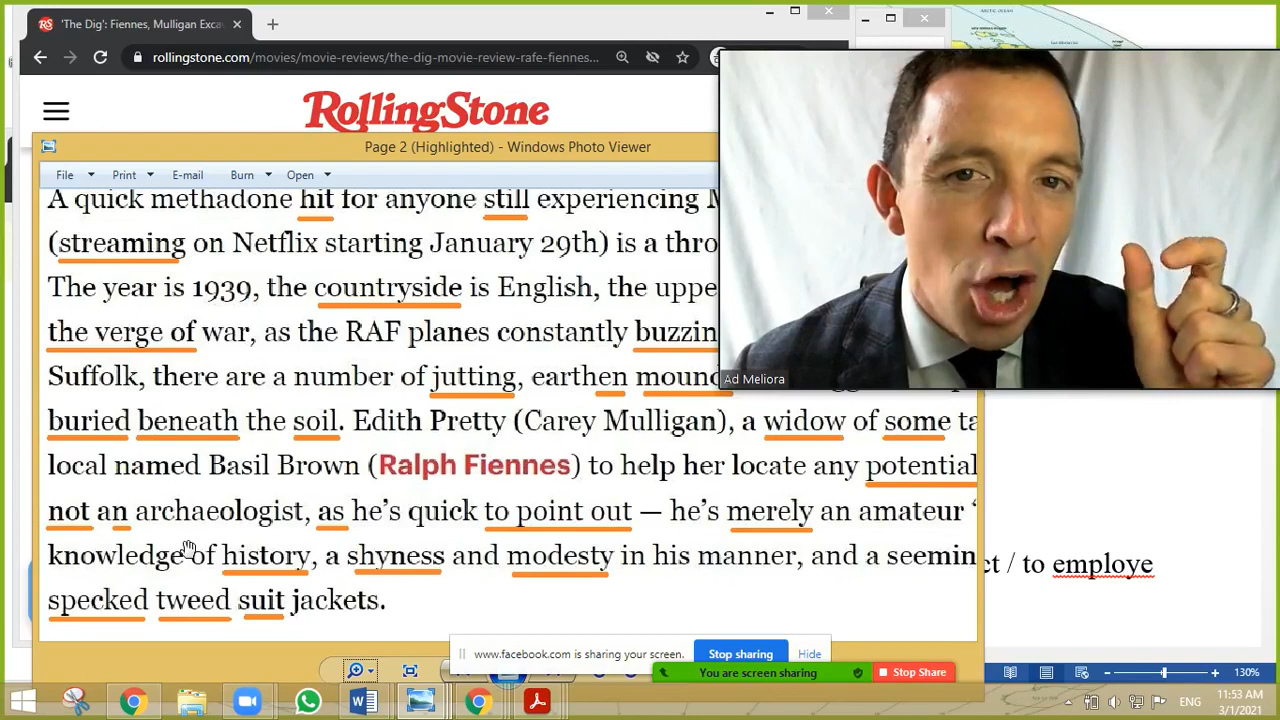 'The Dig': Fiennes, Mulligan Exca
rollingstone.com/movies/movie-reviews/the-dig-movie-review-rafe-fiennes...
RollingStone
Page 2 (Highlighted) - Windows Photo Viewer
File Print E-mail Burn Open
A quick methadone hit for anyone still experiencing
(streaming on Netflix starting January 29th) is a thro
The year is 1939, the countryside is English, the uppe
the verge of war, as the RAF planes constantly buzzin
Suffolk, there are a number of jutting, earthen mound
buried beneath the soil. Edith Pretty (Carey Mulligan), a widow of some ta
local named Basil Brown (Ralph Fiennes) to help her locate any potential
not an archaeologist, as he's quick to point out — he's merely an amateur '
knowledge of history, a shyness and modesty in his manner, and a seemin
specked tweed suit jackets.
Ad Meliora
ARCTIC OCEAN
ct / to employe
www.facebook.com is sharing your screen.
Stop sharing
Hide
You are screen sharing
Stop Share
130%
ENG
11:53 AM
3/1/2021